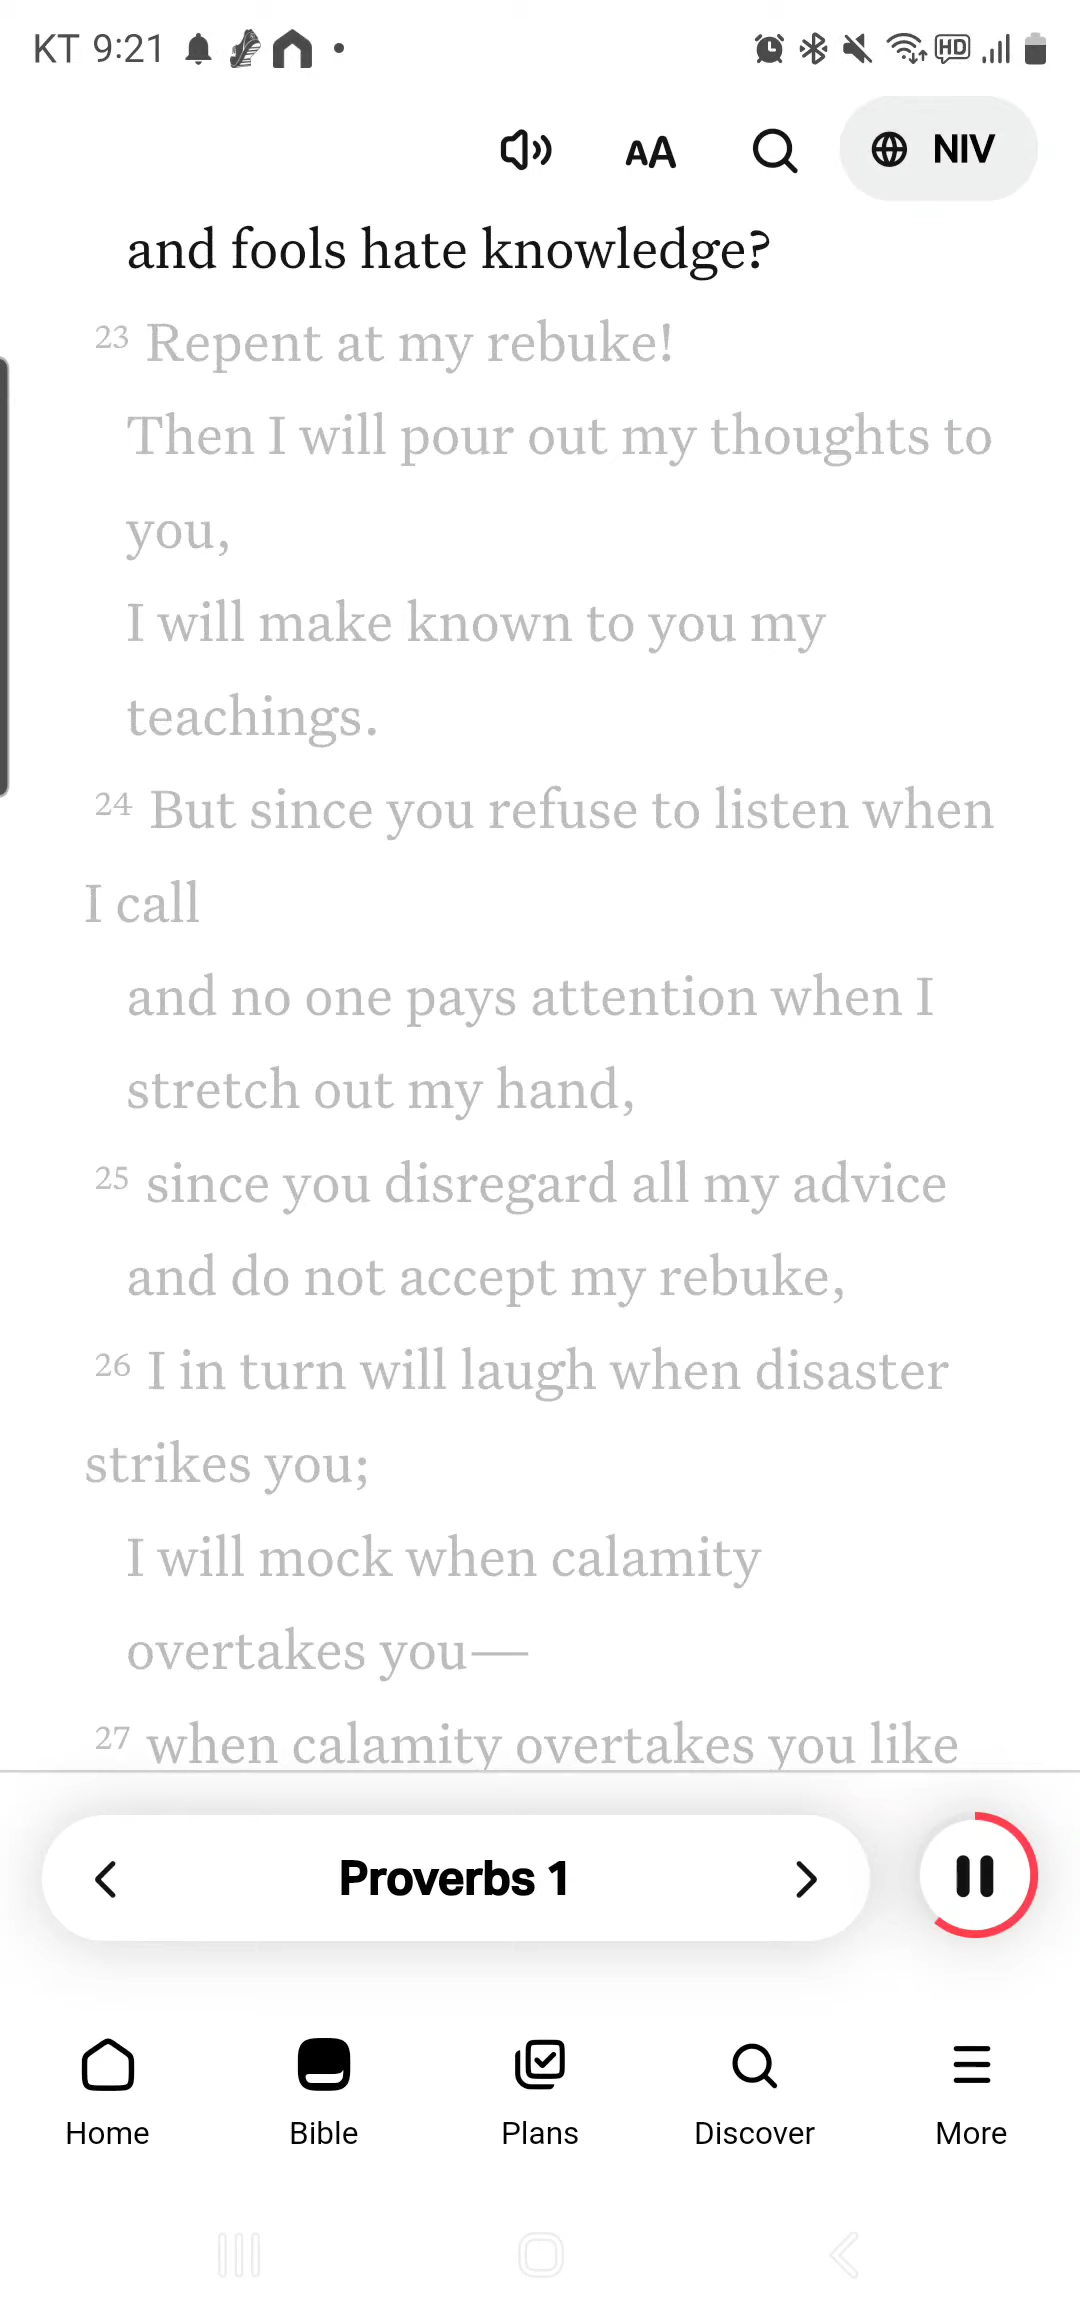 KT 9:21
HD
AA
NIV
and fools hate knowledge?
23 Repent at my rebuke!
Then I will pour out my thoughts to
you,
I will make known to you my
teachings.
24 But since you refuse to listen when
I call
and no one pays attention when I
stretch out my hand,
25 since you disregard all my advice
and do not accept my rebuke,
26 I in turn will laugh when disaster
strikes you;
I will mock when calamity
overtakes you—
27 when calamity overtakes you like
Proverbs 1
Home
Bible
Plans
Discover
More